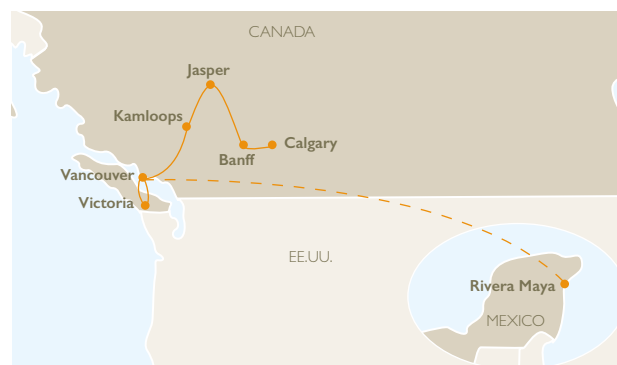 CANADA
Jasper
Kamloops
Calgary
Banff
Vancouver
Victoria
EE.UU.
Rivera Maya
MEXICO